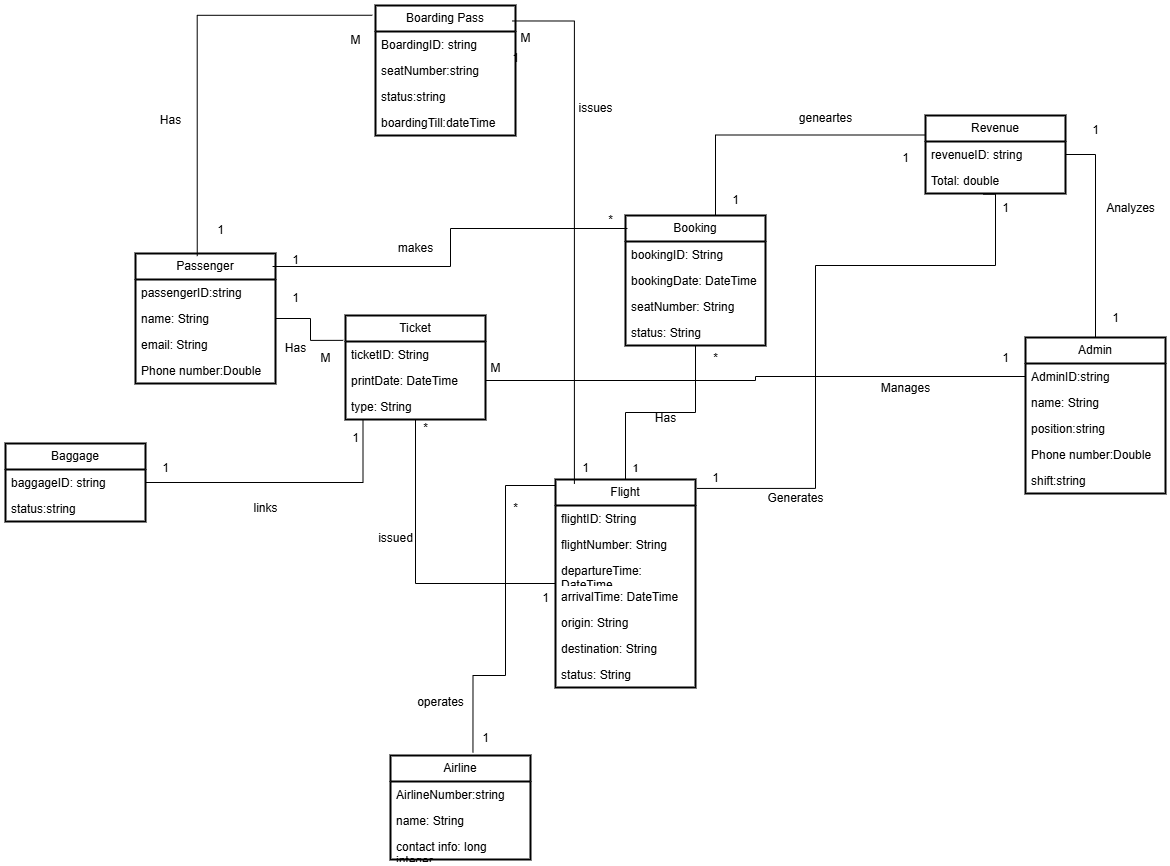 Boarding Pass
BoardingID: string
seatNumber:string
status:string
boardingTill:dateTime
M
M
1
Has
issues
1
geneartes
1
1
Revenue
revenueID: string
Total: double
1
1
Analyzes
1
Passenger
passengerID:string
name: String
email: String
Phone number:Double
1
makes
*
Booking
bookingID: String
bookingDate: DateTime
seatNumber: String
status: String
*
1
Has
M
Ticket
ticketID: String
printDate: DateTime
type: String
M
1
Manages
Admin
AdminID:string
name: String
position:string
Phone number:Double
shift:string
Has
Baggage
baggageID: string
status:string
1
links
1
*
issued
1
1
1
1
Generates
Flight
flightID: String
flightNumber: String
departureTime:
DateTime
arrivalTime: DateTime
origin: String
destination: String
status: String
*
operates
1
Airline
AirlineNumber:string
name: String
contact info: long
integer